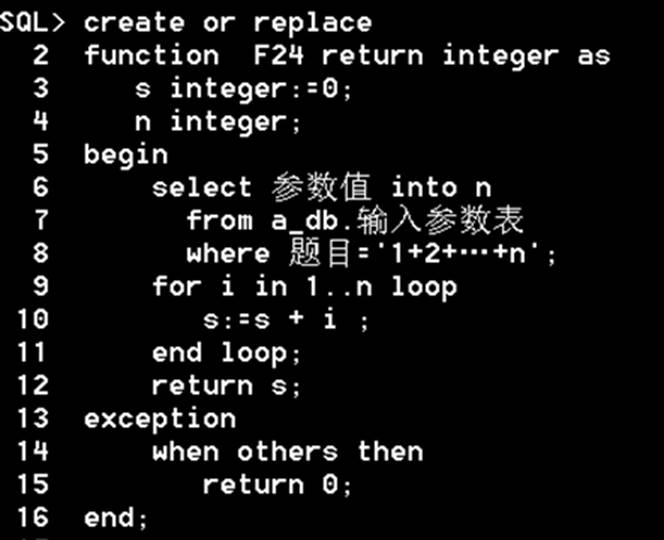 SQL> create or replace
2 function  F24 return integer as
3 s integer:=0;
4 n integer;
5 begin
6 select 参数值 into n
7 from a_db.输入参数表
8 where 题目='1+2+…+n';
9 for i in 1..n loop
10 s:=s + i ;
11 end loop;
12 return s;
13 exception
14 when others then
15 return 0;
16 end;